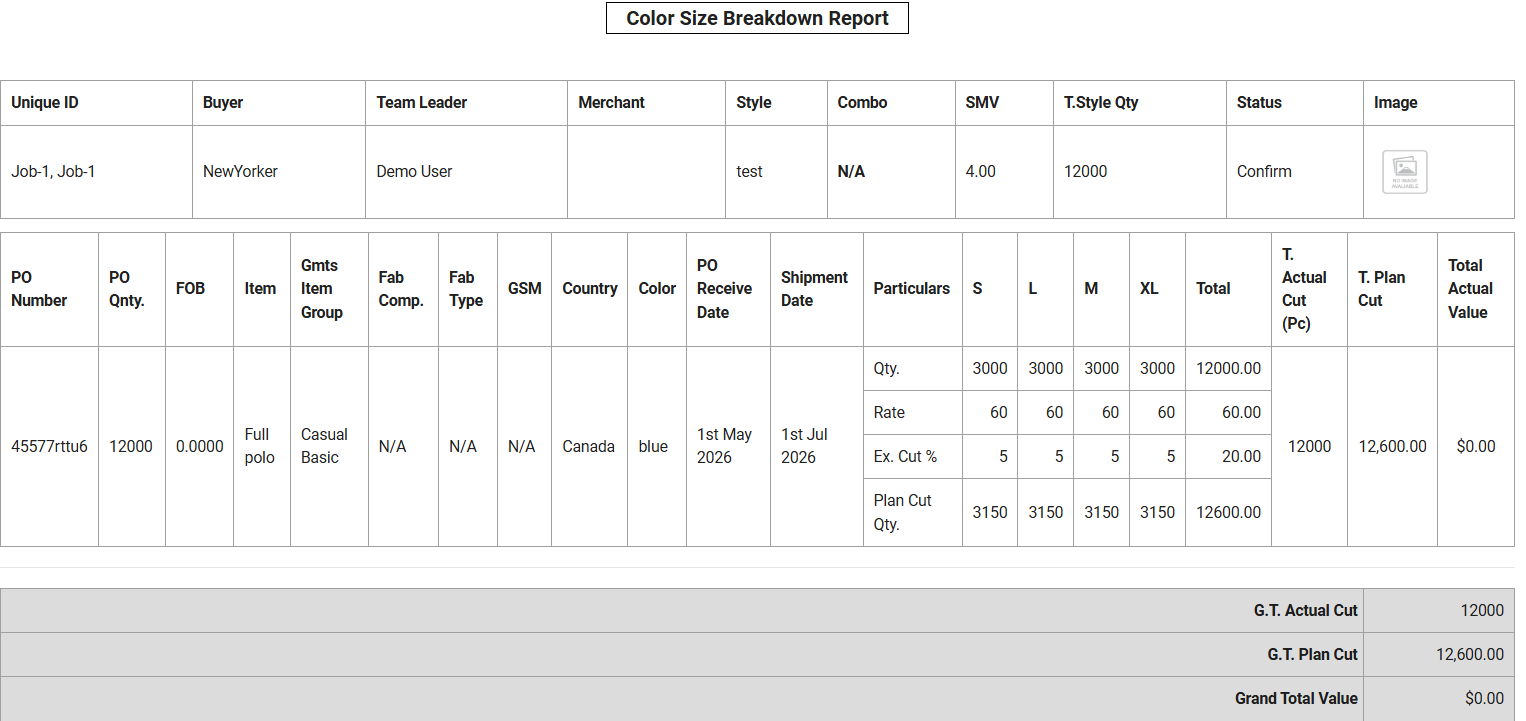 Color Size Breakdown Report
Unique ID Buyer Team Leader Merchant Style Combo SMV T.Style Qty Status Image
Job-1, Job-1 NewYorker Demo User test N/A 4.00 12000 Confirm
NO IMAGE
AVALIABLE
PO Number PO Qnty. FOB Item Gmts Item Group Fab Comp. Fab Type GSM Country Color PO Receive Date Shipment Date Particulars S L M XL Total T. Actual Cut (Pc) T. Plan Cut Total Actual Value
45577rttu6 12000 0.0000 Full polo Casual Basic N/A N/A N/A Canada blue 1st May 2026 1st Jul 2026
Qty. 3000 3000 3000 3000 12000.00
Rate 60 60 60 60 60.00
Ex. Cut % 5 5 5 5 20.00
Plan Cut Qty. 3150 3150 3150 3150 12600.00
12000 12,600.00 $0.00
G.T. Actual Cut 12000
G.T. Plan Cut 12,600.00
Grand Total Value $0.00